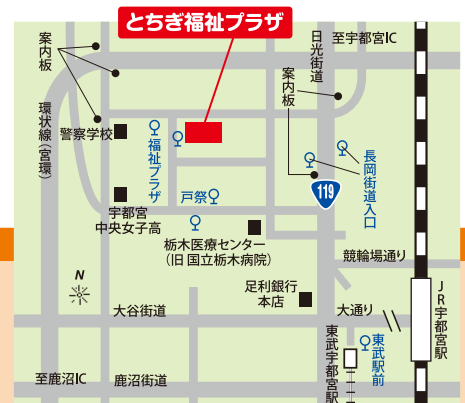 とちぎ福祉プラザ
案内板
日光街道
至宇都宮IC
案内板
環状線(宮環)
警察学校
福祉プラザ
長岡街道入口
119
戸祭
宇都宮
中央女子高
栃木医療センター
(旧 国立栃木病院)
競輪場通り
N
足利銀行
本店
大谷街道
大通り
JR宇都宮駅
東武宇都宮駅
東武駅前
至鹿沼IC
鹿沼街道